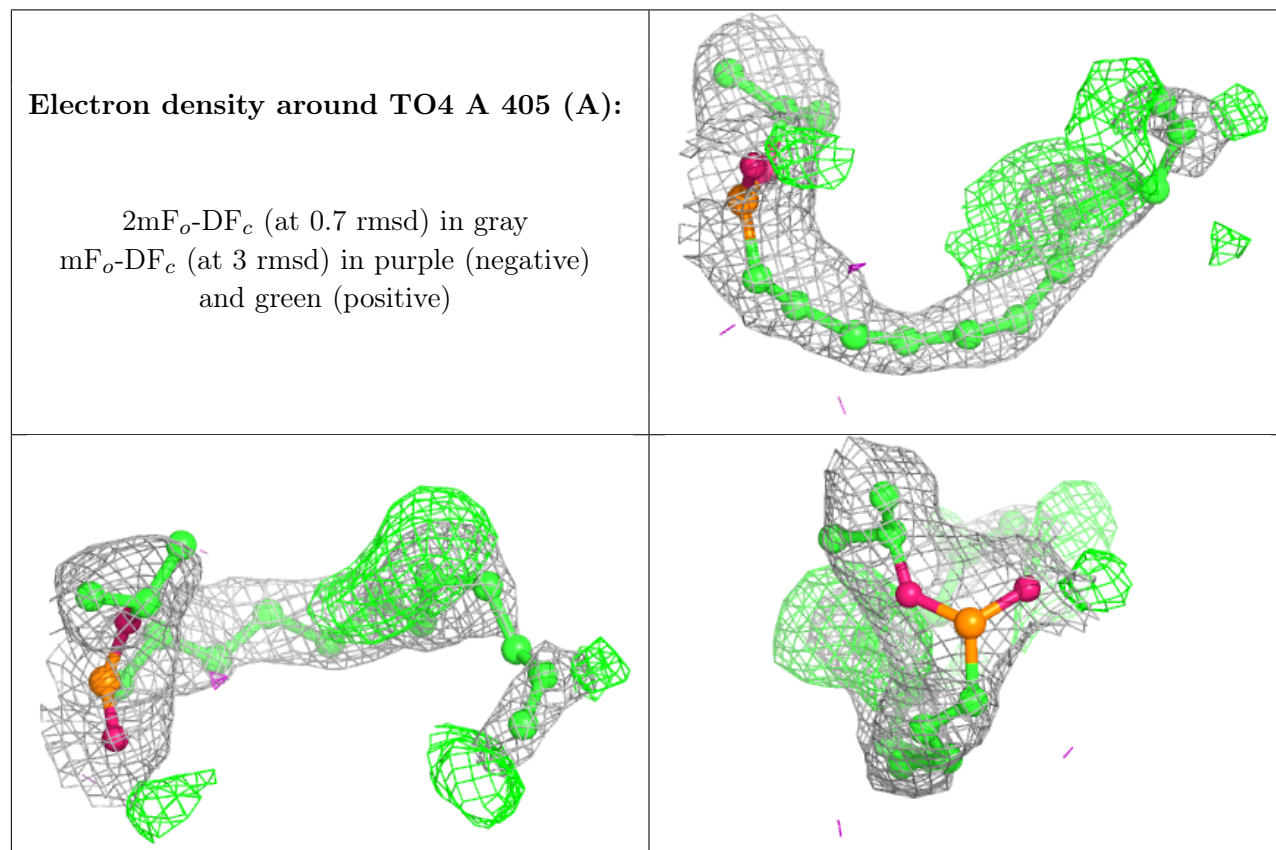 Electron density around TO4 A 405 (A):
2mFₒ-DF𝒸 (at 0.7 rmsd) in gray
mFₒ-DF𝒸 (at 3 rmsd) in purple (negative)
and green (positive)